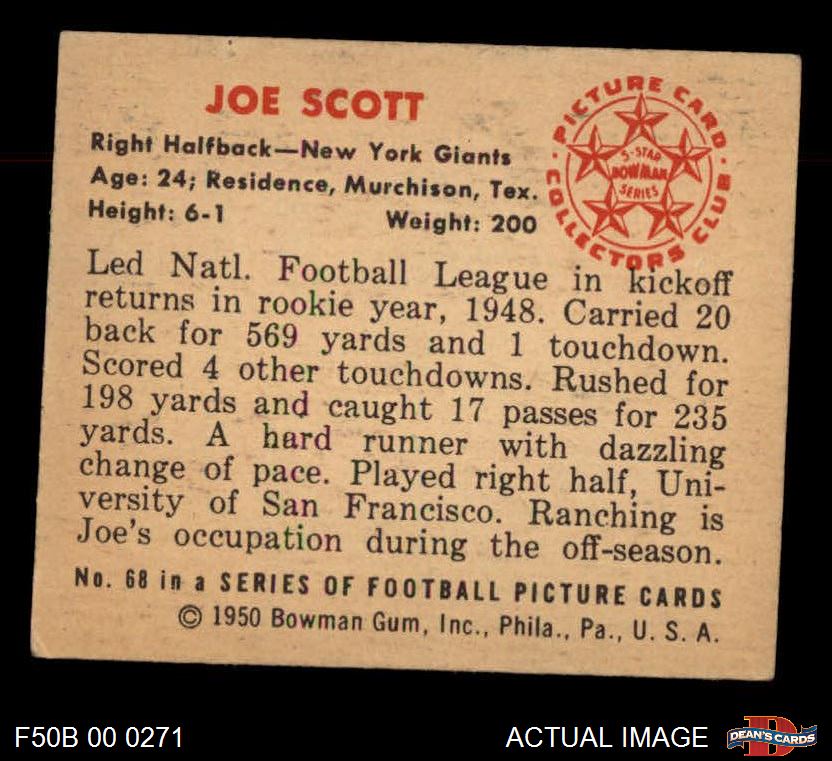 JOE SCOTT
Right Halfback—New York Giants
Age: 24; Residence, Murchison, Tex.
Height: 6-1 Weight: 200
PICTURE CARD
COLLECTORS CLUB
5-STAR
BOWMAN
SERIES
Led Natl. Football League in kickoff
returns in rookie year, 1948. Carried 20
back for 569 yards and 1 touchdown.
Scored 4 other touchdowns. Rushed for
198 yards and caught 17 passes for 235
yards. A hard runner with dazzling
change of pace. Played right half, Uni-
versity of San Francisco. Ranching is
Joe's occupation during the off-season.
No. 68 in a SERIES OF FOOTBALL PICTURE CARDS
© 1950 Bowman Gum, Inc., Phila., Pa., U. S. A.
F50B 00 0271
ACTUAL IMAGE
DEAN'S CARDS